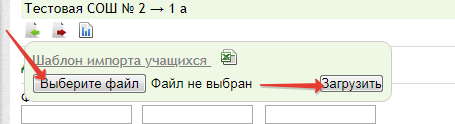 Тестовая СОШ № 2 → 1 а
Шаблон импорта учащихся
Выберите файл Файл не выбран Загрузить